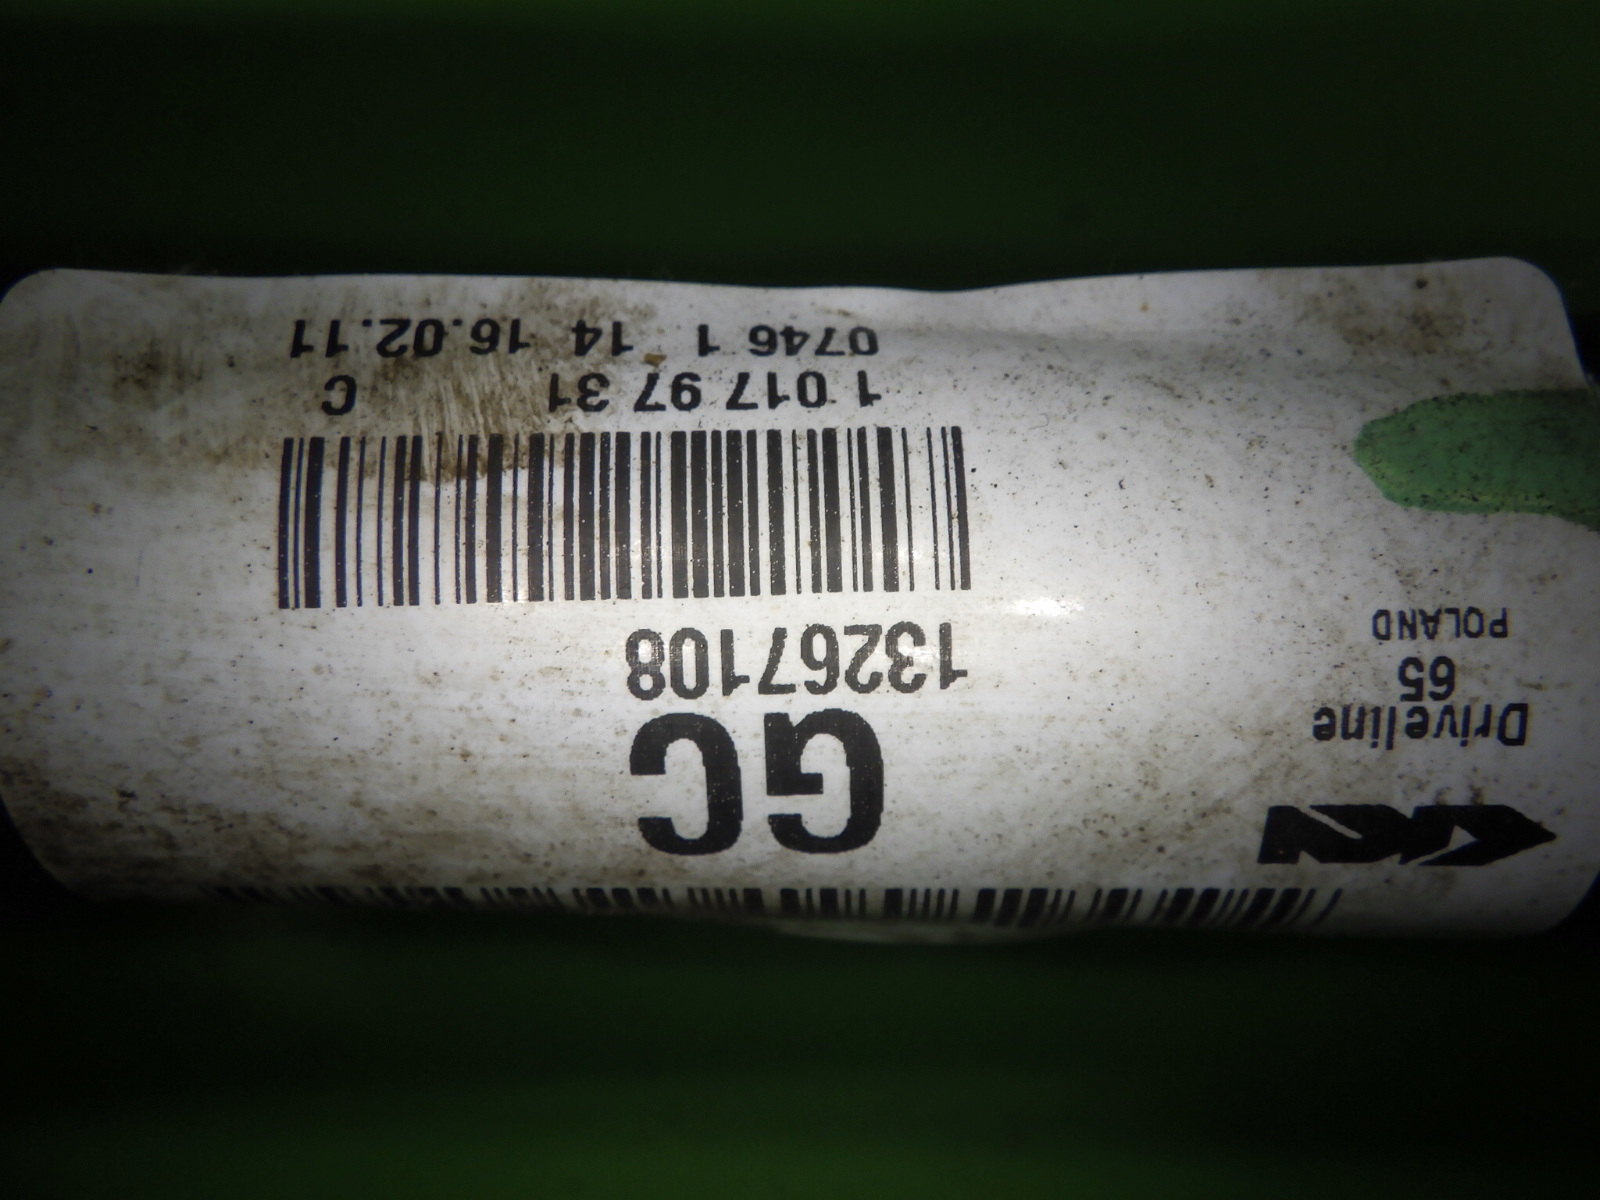 GKN
Driveline
65
POLAND
GC
13267108
1 017 97 31 C
0746 1 14 16.02.11